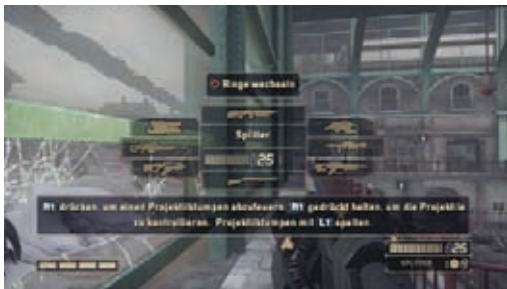 Ringe wechseln
Splitter
25
R1 drücken, um einen Projektilklumpen abzufeuern. R1 gedrückt halten, um die Projektile
zu kontrollieren. Projektilklumpen mit L1 spalten.
25
SPLITTER